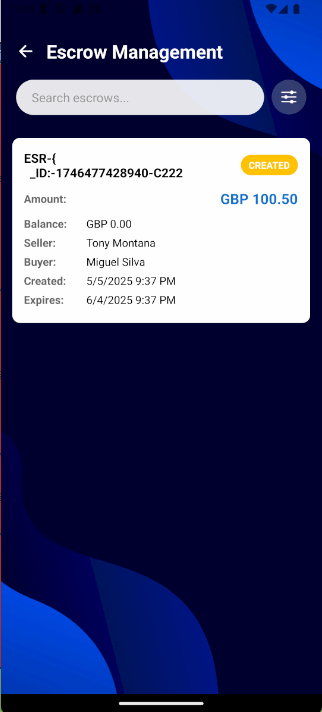 Escrow Management
Search escrows...
ESR-{
_ID:-1746477428940-C222
CREATED
Amount:
GBP 100.50
Balance: GBP 0.00
Seller: Tony Montana
Buyer: Miguel Silva
Created: 5/5/2025 9:37 PM
Expires: 6/4/2025 9:37 PM